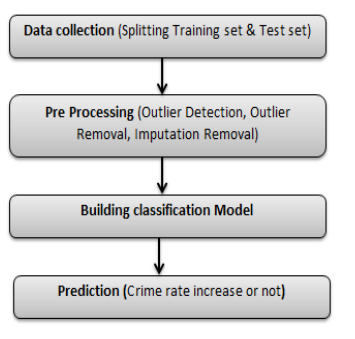 Data collection (Splitting Training set & Test set)
Pre Processing (Outlier Detection, Outlier
Removal, Imputation Removal)
Building classification Model
Prediction (Crime rate increase or not)